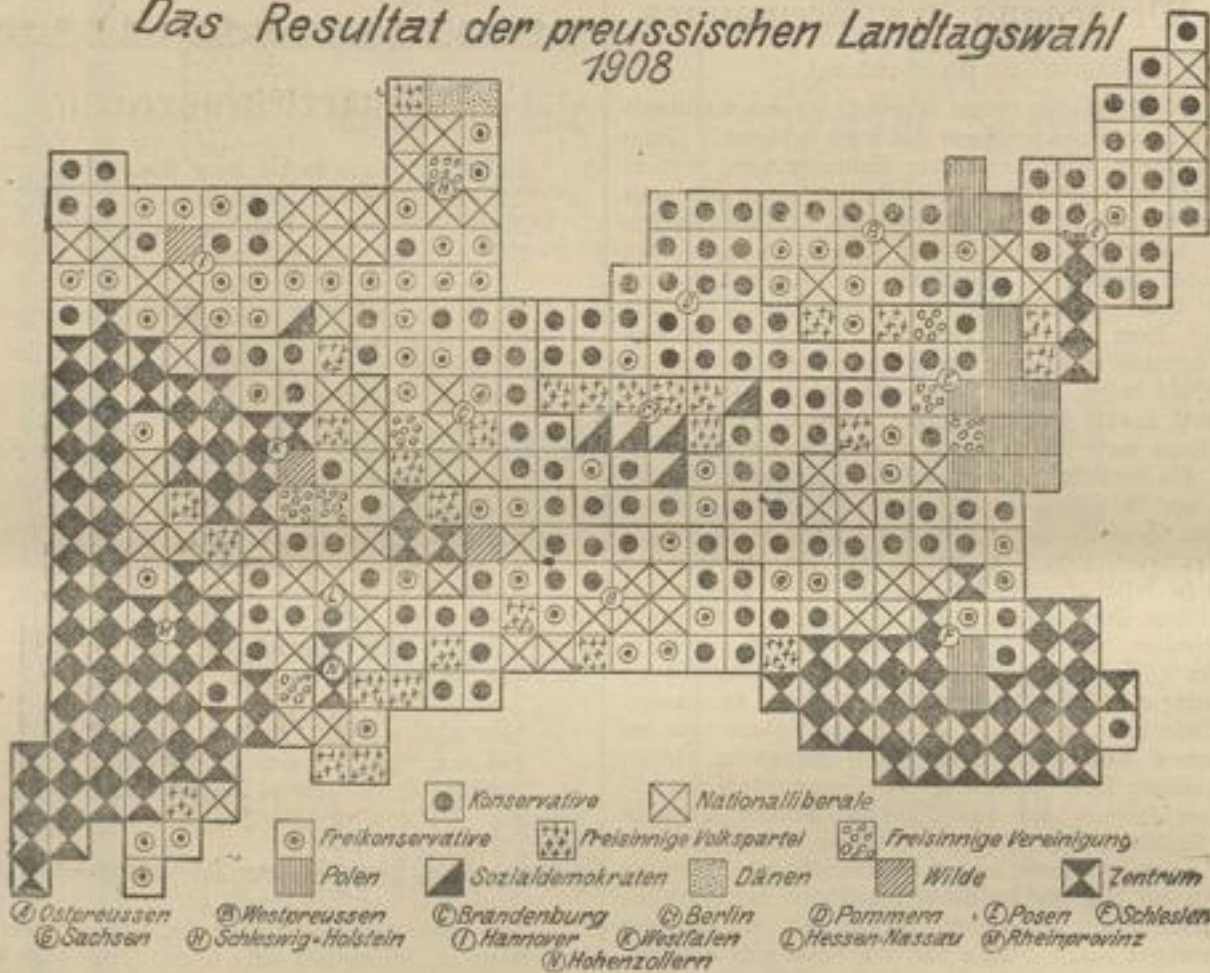 Das Resultat der preussischen Landtagswahl
1908
Konservative Nationalliberale
Freikonservative Freisinnige Volkspartei Freisinnige Vereinigung
Polen Sozialdemokraten Dänen Wilde Zentrum
A Ostpreussen B Westpreussen C Brandenburg C Berlin D Pommern E Posen F Schlesien
G Sachsen H Schleswig-Holstein I Hannover K Westfalen L Hessen-Nassau M Rheinprovinz
N Hohenzollern